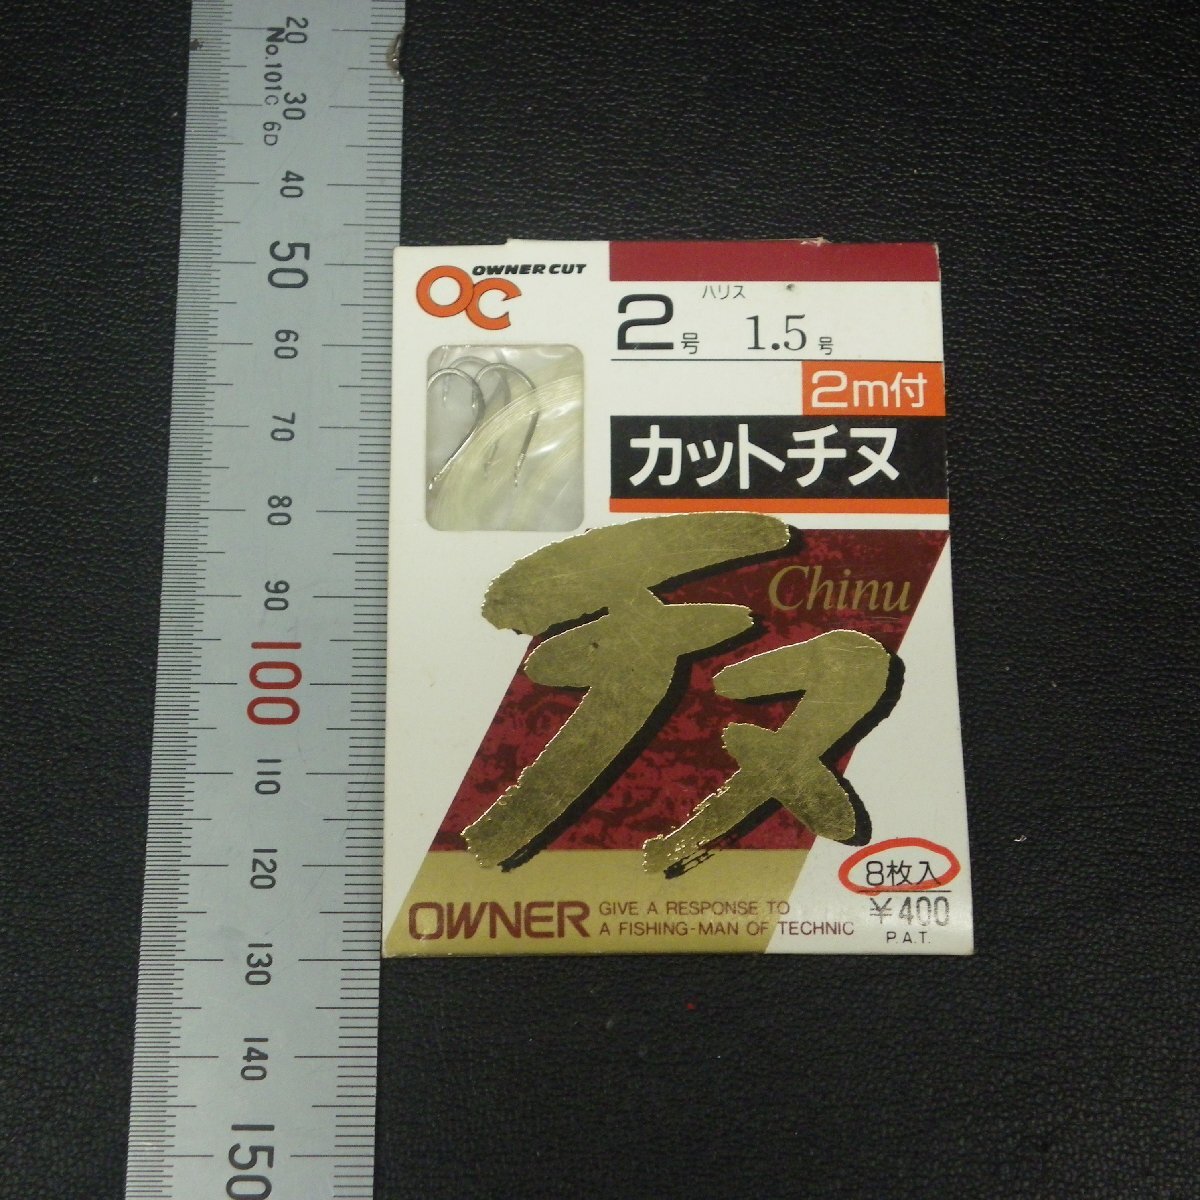 20
No.101C 6D
30
40
50
60
70
80
90
100
110
120
130
140
150
OC OWNER CUT
ハリス
2号 1.5号
2m付
カットチヌ
チヌ
Chinu
8枚入
¥400
P.A.T.
OWNER
GIVE A RESPONSE TO
A FISHING-MAN OF TECHNIC